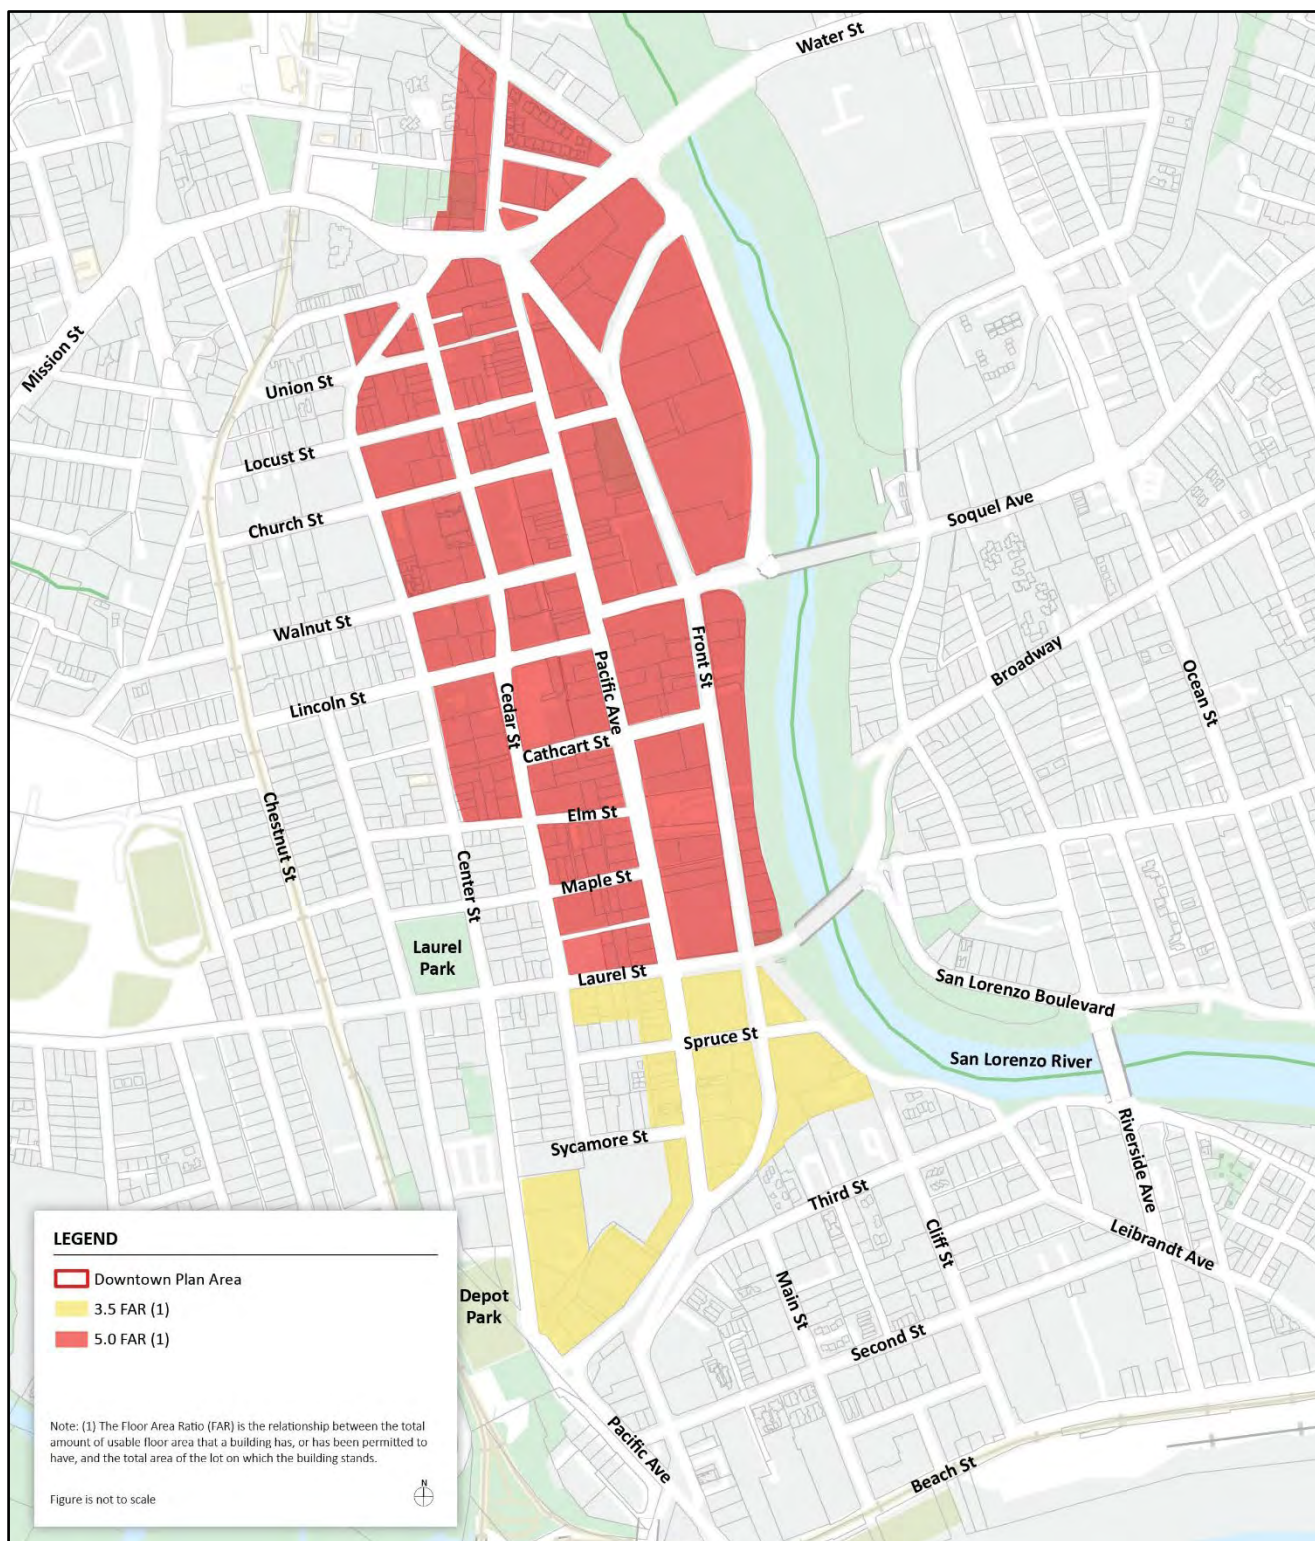 Water St
Mission St
Union St
Locust St
Church St
Soquel Ave
Walnut St
Front St
Broadway
Pacific Ave
Ocean St
Lincoln St
Cedar St
Cathcart St
Chestnut St
Elm St
Center St
Maple St
Laurel
Park
Laurel St
San Lorenzo Boulevard
Spruce St
San Lorenzo River
Sycamore St
Riverside Ave
Third St
Cliff St
Leibrandt Ave
Main St
Depot
Park
Second St
Pacific Ave
Beach St
LEGEND
Downtown Plan Area
3.5 FAR (1)
5.0 FAR (1)
Note: (1) The Floor Area Ratio (FAR) is the relationship between the total
amount of usable floor area that a building has, or has been permitted to
have, and the total area of the lot on which the building stands.
Figure is not to scale
N